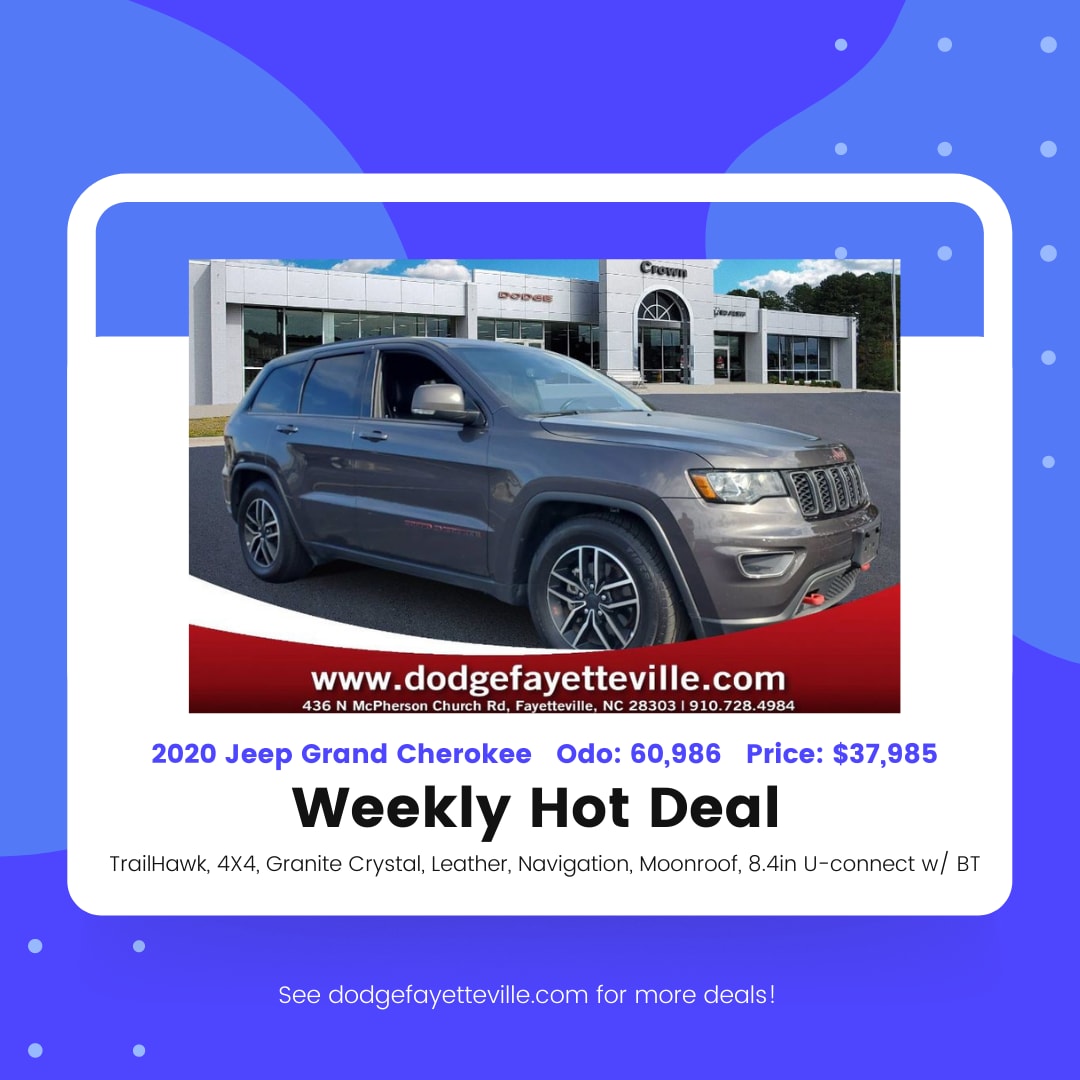 Crown
DODGE
www.dodgefayetteville.com
436 N McPherson Church Rd, Fayetteville, NC 28303 | 910.728.4984
2020 Jeep Grand Cherokee Odo: 60,986 Price: $37,985
Weekly Hot Deal
TrailHawk, 4X4, Granite Crystal, Leather, Navigation, Moonroof, 8.4in U-connect w/ BT
See dodgefayetteville.com for more deals!